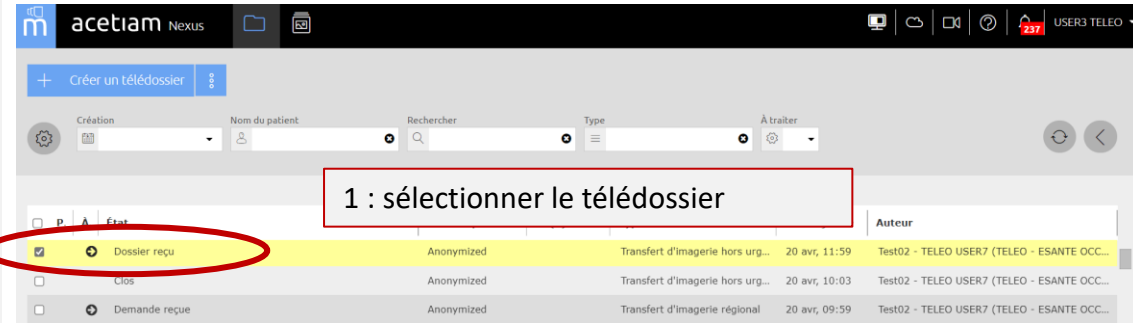 m acetiam Nexus 237 USER3 TELEO
+ Créer un télédossier
Création Nom du patient Rechercher Type À traiter
1 : sélectionner le télédossier
P. À État Auteur
Dossier reçu Anonymized Transfert d'imagerie hors urg... 20 avr, 11:59 Test02 - TELEO USER7 (TELEO - ESANTE OCC...
Clos Anonymized Transfert d'imagerie hors urg... 20 avr, 10:03 Test02 - TELEO USER7 (TELEO - ESANTE OCC...
Demande reçue Anonymized Transfert d'imagerie régional 20 avr, 09:59 Test02 - TELEO USER7 (TELEO - ESANTE OCC...